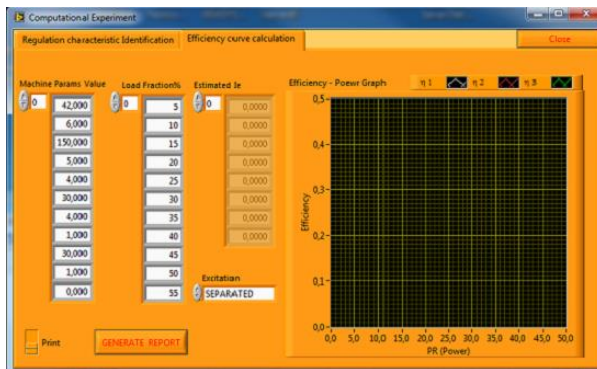 Computational Experiment
Regulation characteristic Identification
Efficiency curve calculation
Close
Machine Params Value
0
42,000
6,000
150,000
5,000
4,000
30,000
4,000
1,000
30,000
1,000
0,000
Load Fraction%
0
5
10
15
20
25
30
35
40
45
50
55
Estimated Ie
0
0,0000
0,0000
0,0000
0,0000
0,0000
0,0000
0,0000
0,0000
Excitation
SEPARATED
Print
GENERATE REPORT
Efficiency - Poewr Graph
η 1
η 2
η 3
0,5
0,4
0,3
0,2
0,1
0,0
Efficiency
0,0 5,0 10,0 15,0 20,0 25,0 30,0 35,0 40,0 45,0 50,0
PR (Power)